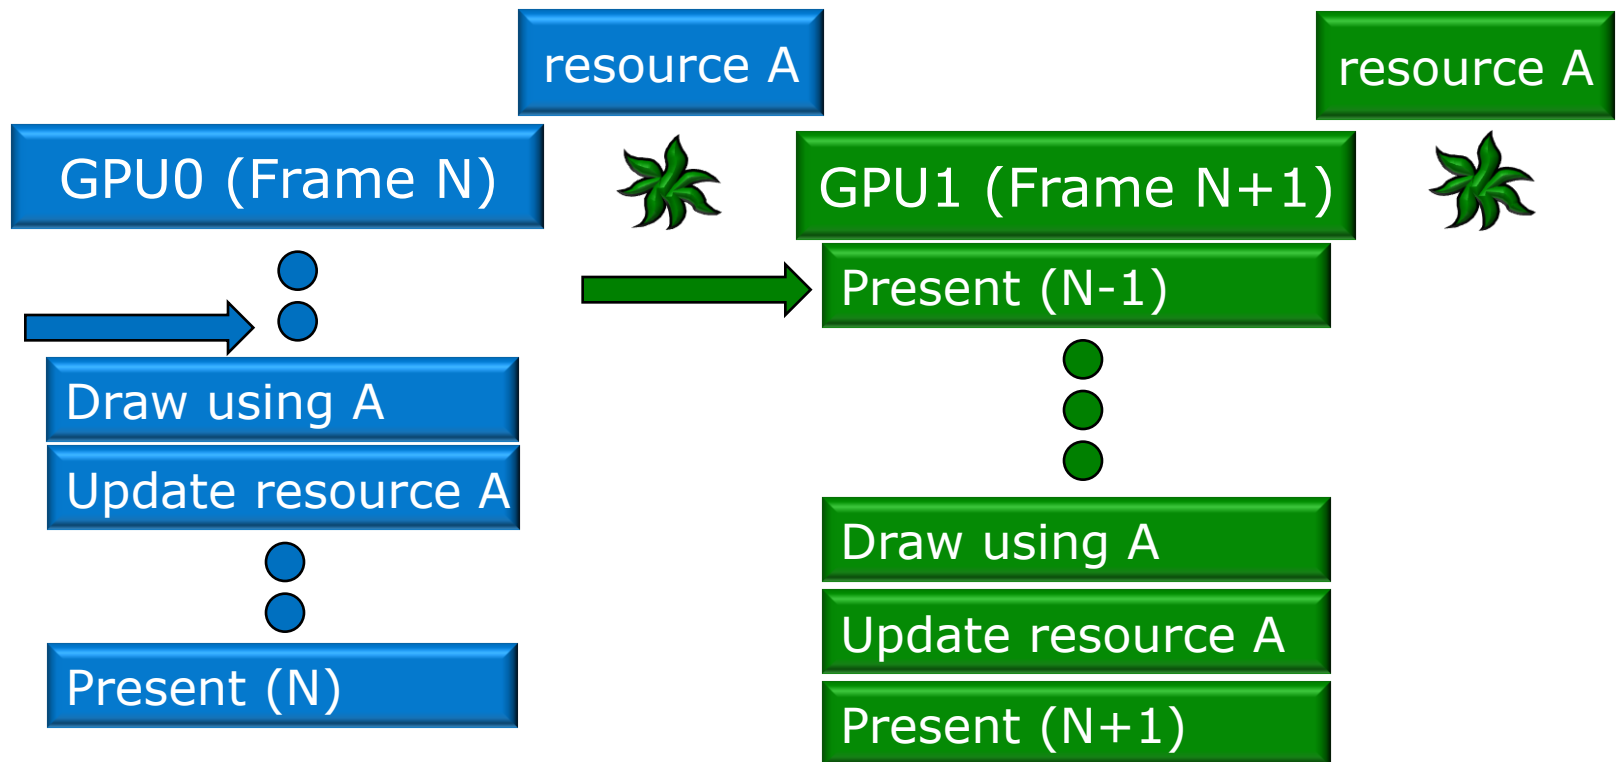 resource A
GPU0 (Frame N)
Draw using A
Update resource A
Present (N)
resource A
GPU1 (Frame N+1)
Present (N-1)
Draw using A
Update resource A
Present (N+1)